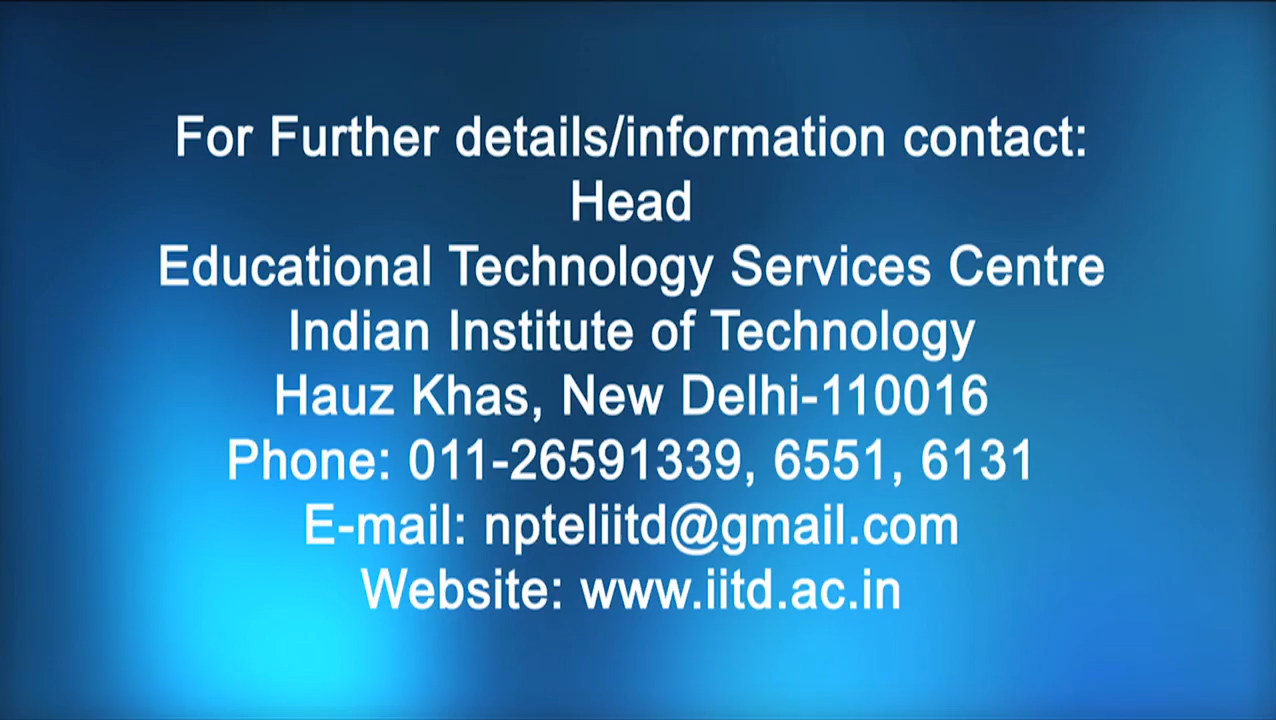 For Further details/information contact:
Head
Educational Technology Services Centre
Indian Institute of Technology
Hauz Khas, New Delhi-110016
Phone: 011-26591339, 6551, 6131
E-mail: npteliitd@gmail.com
Website: www.iitd.ac.in